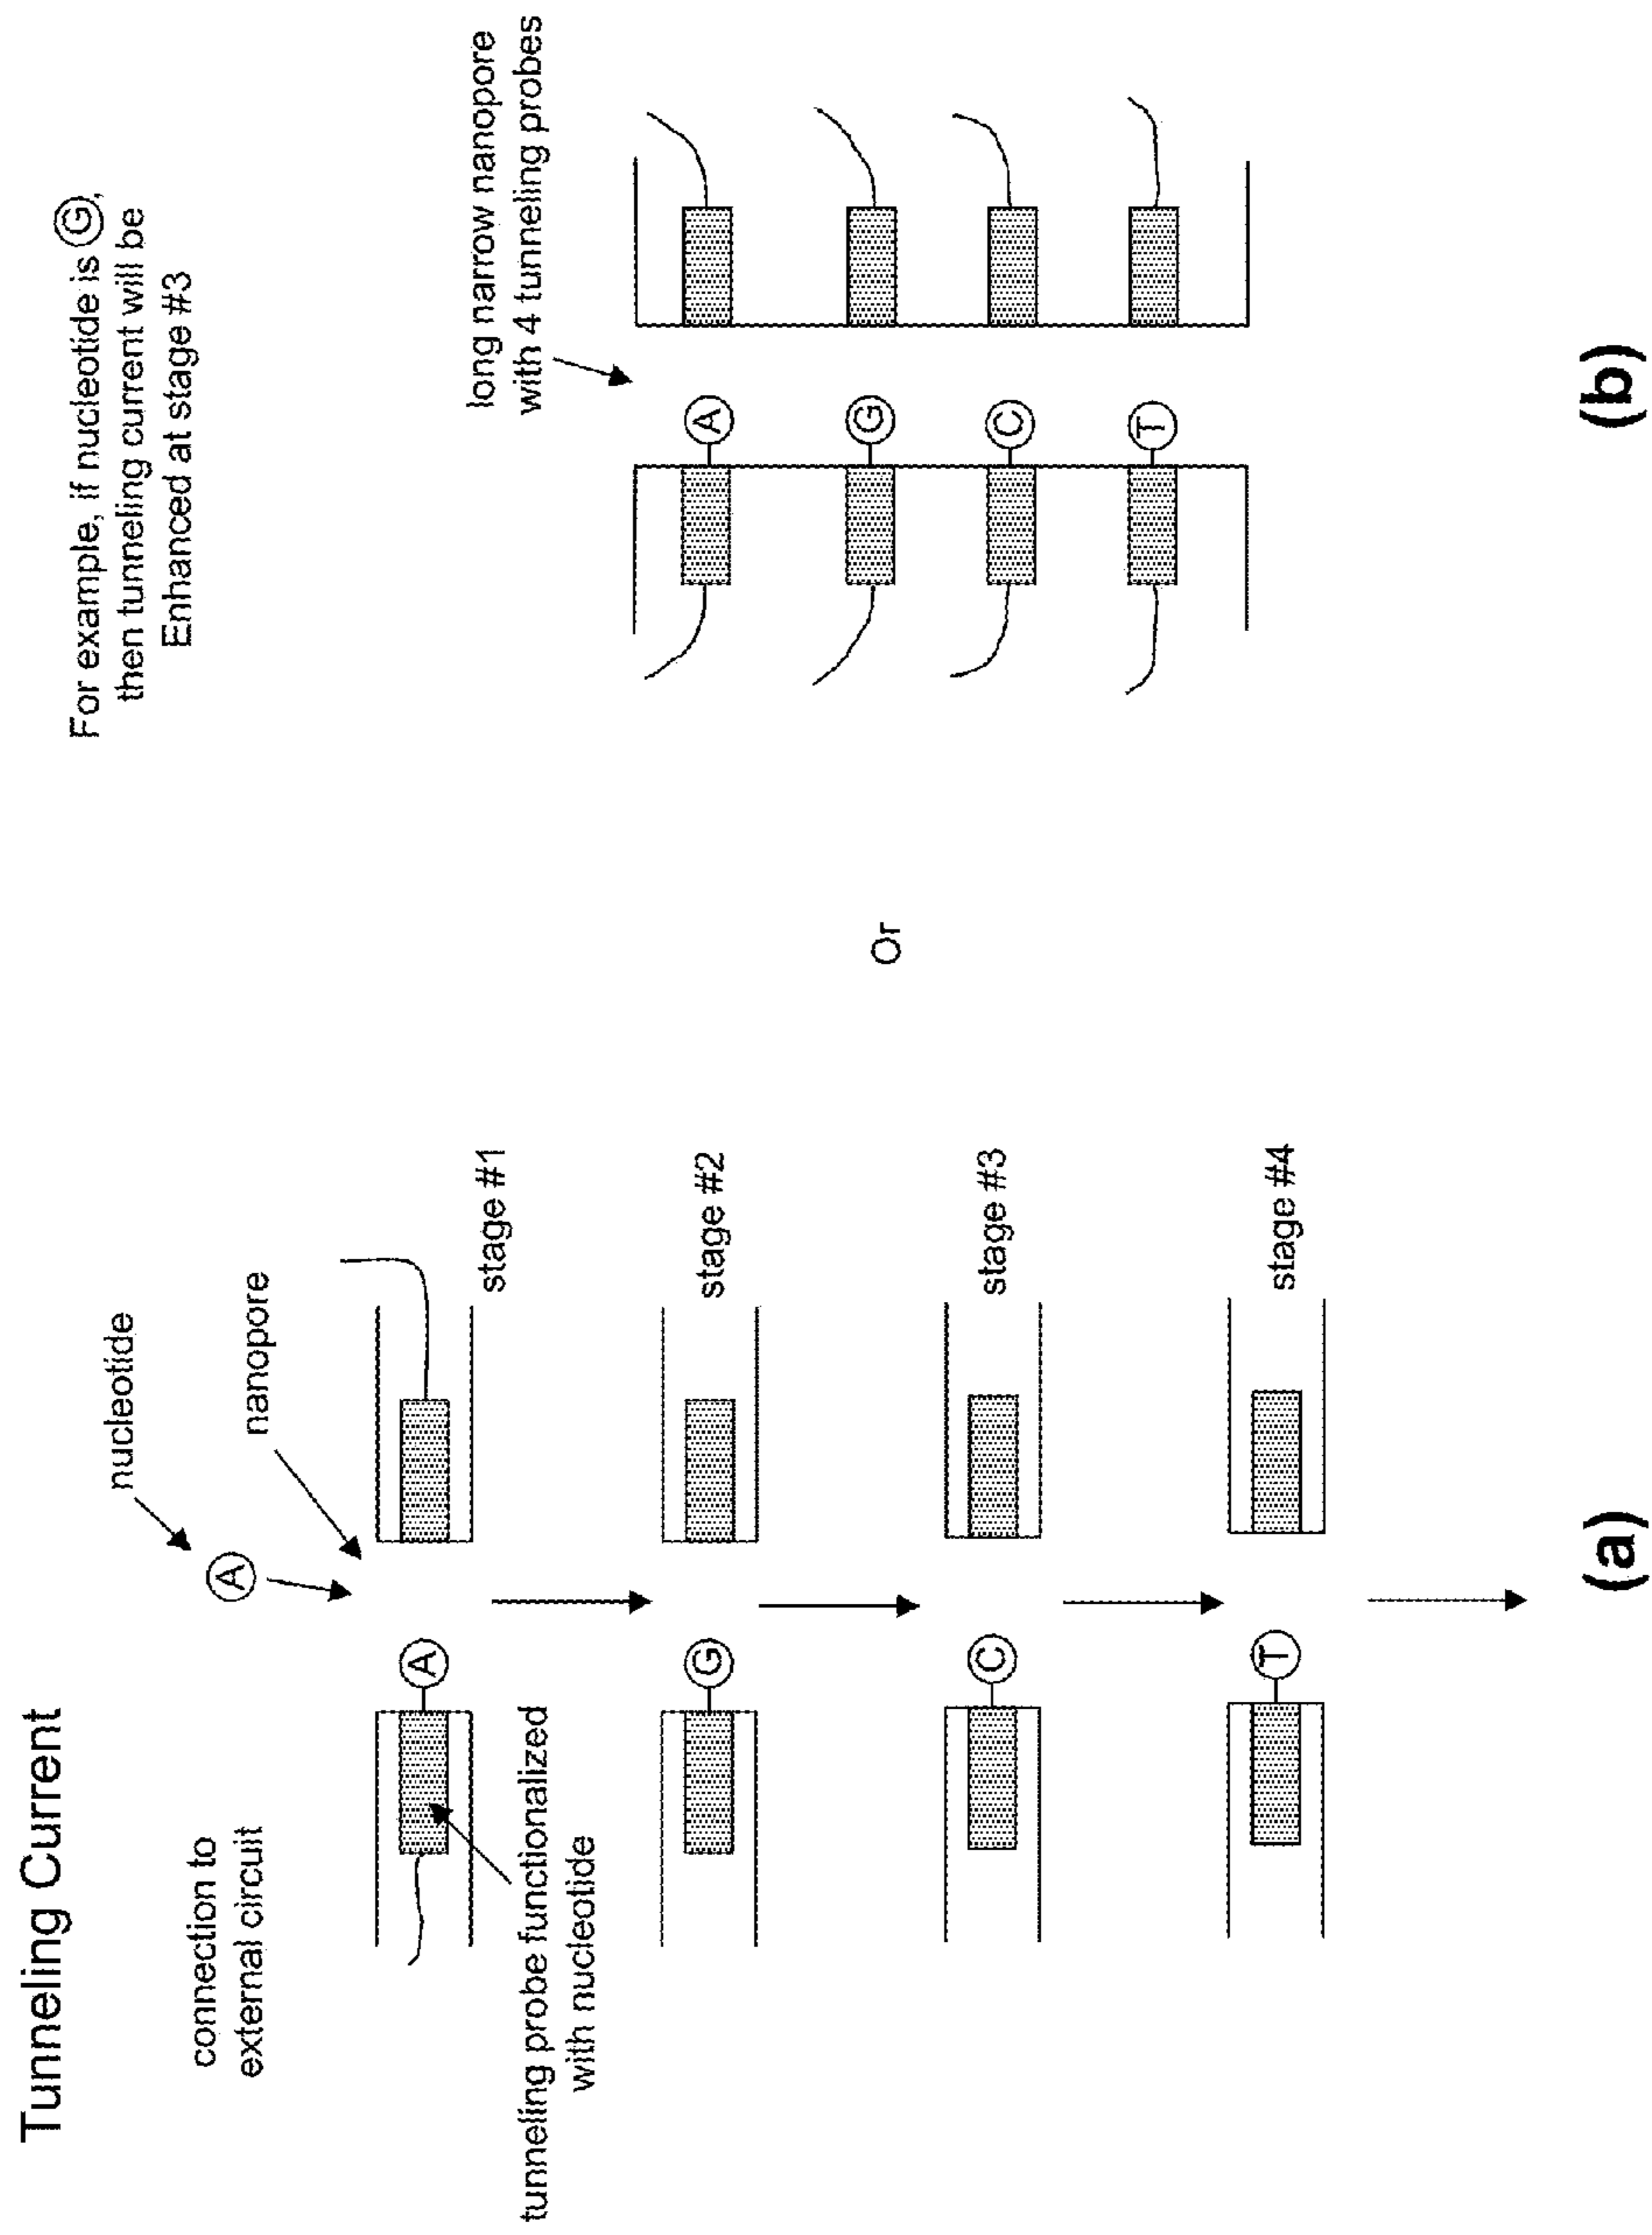 Tunneling Current
connection to
external circuit
nucleotide
A
nanopore
A
stage #1
tunneling probe functionalized
with nucleotide
G
stage #2
C
stage #3
T
stage #4
(a)
Or
For example, if nucleotide is G,
then tunneling current will be
Enhanced at stage #3
long narrow nanopore
with 4 tunneling probes
A
G
C
T
(b)